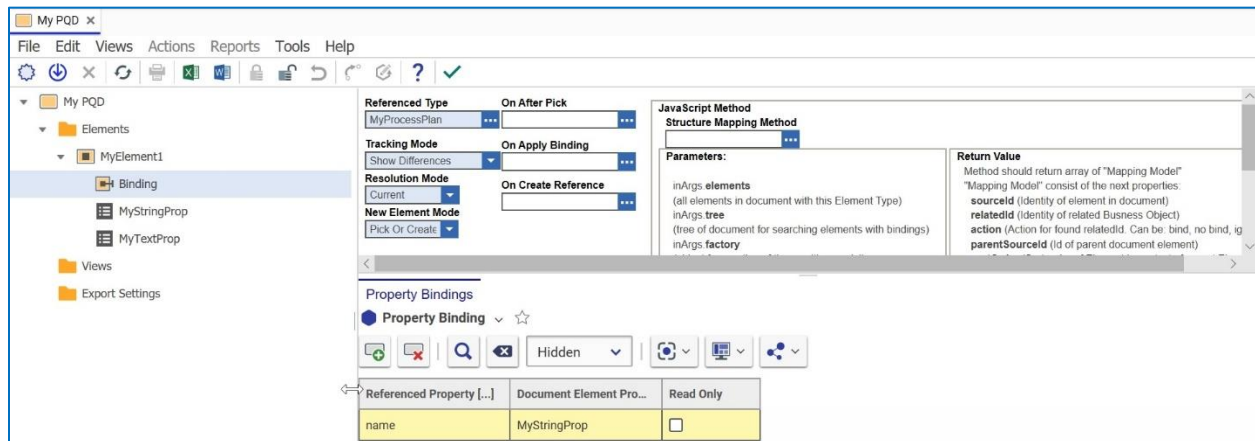 My PQD
File Edit Views Actions Reports Tools Help
My PQD
Elements
MyElement1
Binding
MyStringProp
MyTextProp
Views
Export Settings
Referenced Type
MyProcessPlan
Tracking Mode
Show Differences
Resolution Mode
Current
New Element Mode
Pick Or Create
On After Pick
On Apply Binding
On Create Reference
JavaScript Method
Structure Mapping Method
Parameters:
inArgs.elements
(all elements in document with this Element Type)
inArgs.tree
(tree of document for searching elements with bindings)
inArgs.factory
Return Value
Method should return array of "Mapping Model"
"Mapping Model" consist of the next properties:
sourceId (Identity of element in document)
relatedId (Identity of related Business Object)
action (Action for found relatedId. Can be: bind, no bind, ig
parentSourceId (Id of parent document element)
Property Bindings
Property Binding
Hidden
Referenced Property [...] Document Element Pro... Read Only
name MyStringProp